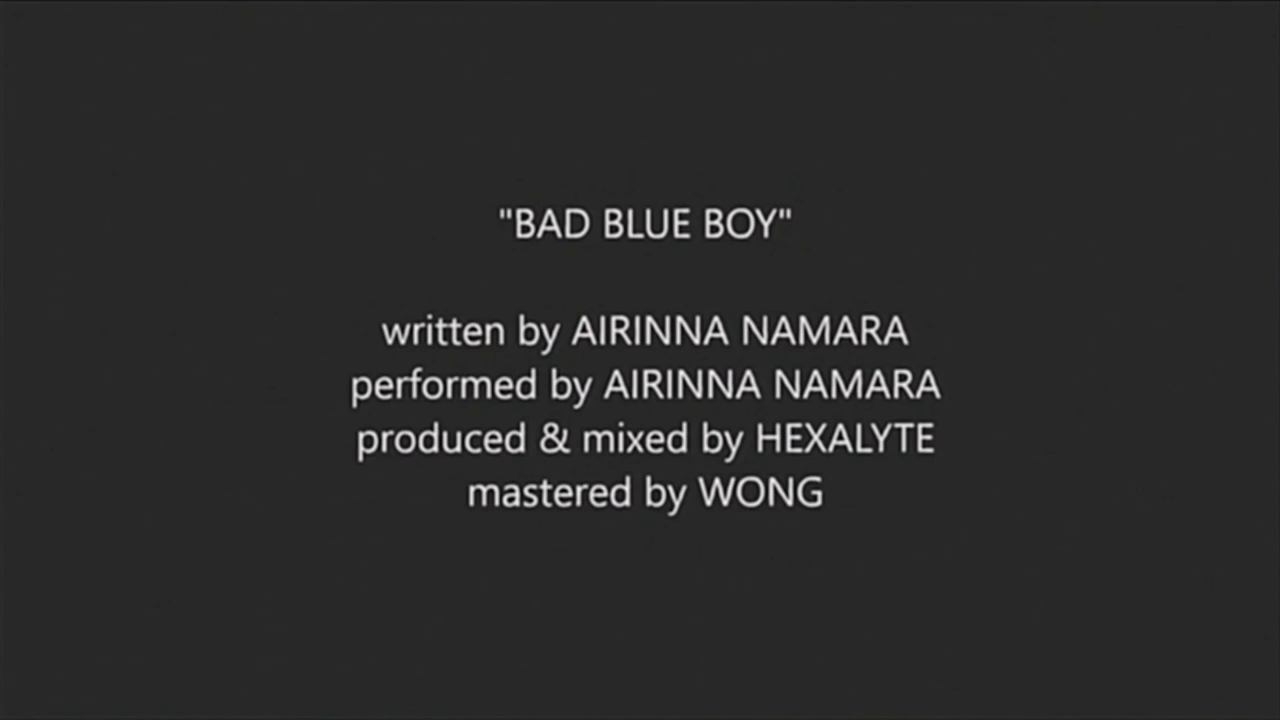 "BAD BLUE BOY"
written by AIRINNA NAMARA
performed by AIRINNA NAMARA
produced & mixed by HEXALYTE
mastered by WONG